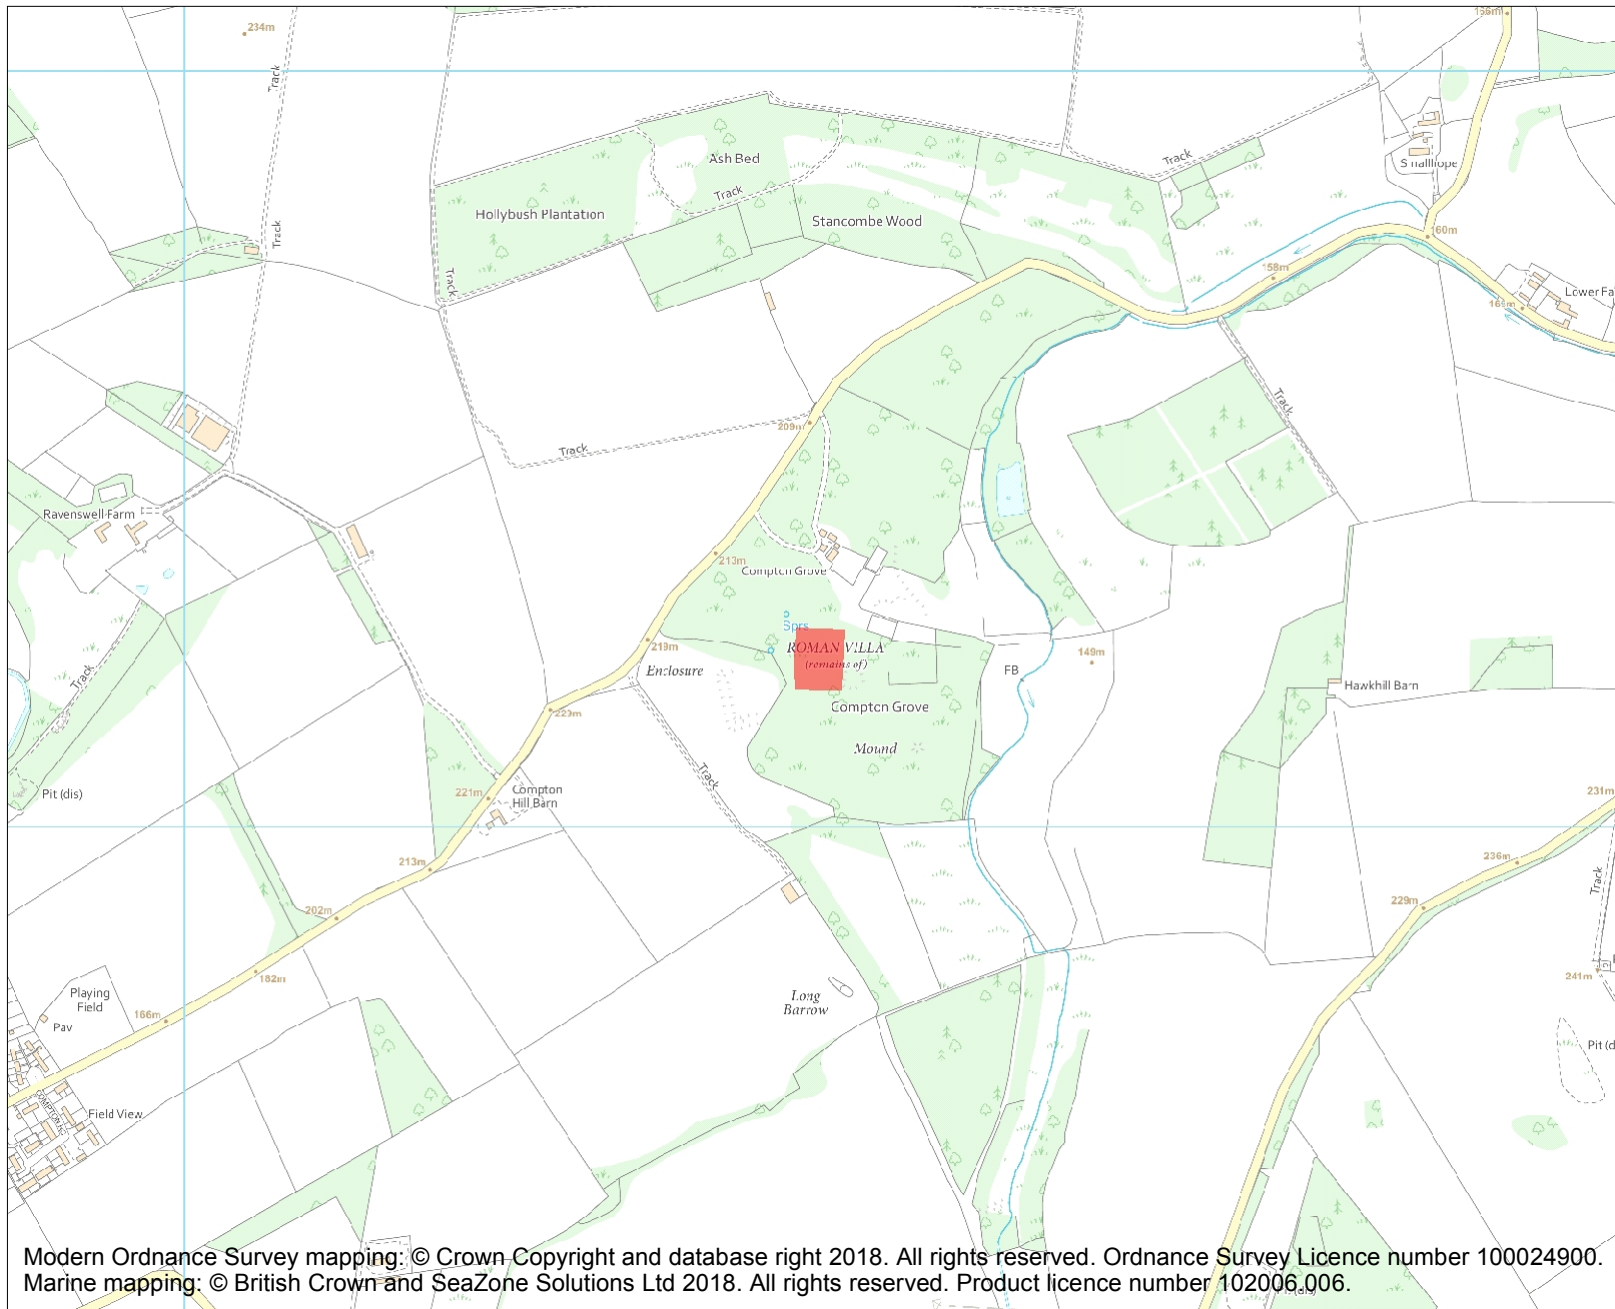 234m
Track
Track
Ash Bed
Track
Hollybush Plantation
Stancombe Wood
Track
Track
Smallhope
160m
158m
Lower Fa
Track
209m
Track
Track
Ravenswell Farm
213m
Compton Grove
Sprs
219m
ROMAN VILLA
(remains of)
Enclosure
149m
FB
Hawkhill Barn
Track
Compton Grove
223m
Mound
Track
Pit (dis)
221m
Compton
Hill Barn
231m
213m
236m
Track
229m
202m
182m
241m
Playing
Field
Long
Barrow
166m
Pav
Pit (d
COMPTON
Field View
Modern Ordnance Survey mapping: © Crown Copyright and database right 2018. All rights reserved. Ordnance Survey Licence number 100024900.
Marine mapping: © British Crown and SeaZone Solutions Ltd 2018. All rights reserved. Product licence number 102006.006.